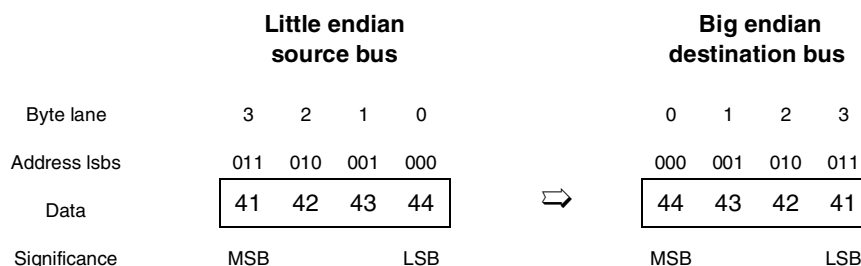 Little endian Big endian
source bus destination bus
Byte lane 3 2 1 0 0 1 2 3
Address lsbs 011 010 001 000 000 001 010 011
Data 41 42 43 44 44 43 42 41
Significance MSB LSB MSB LSB